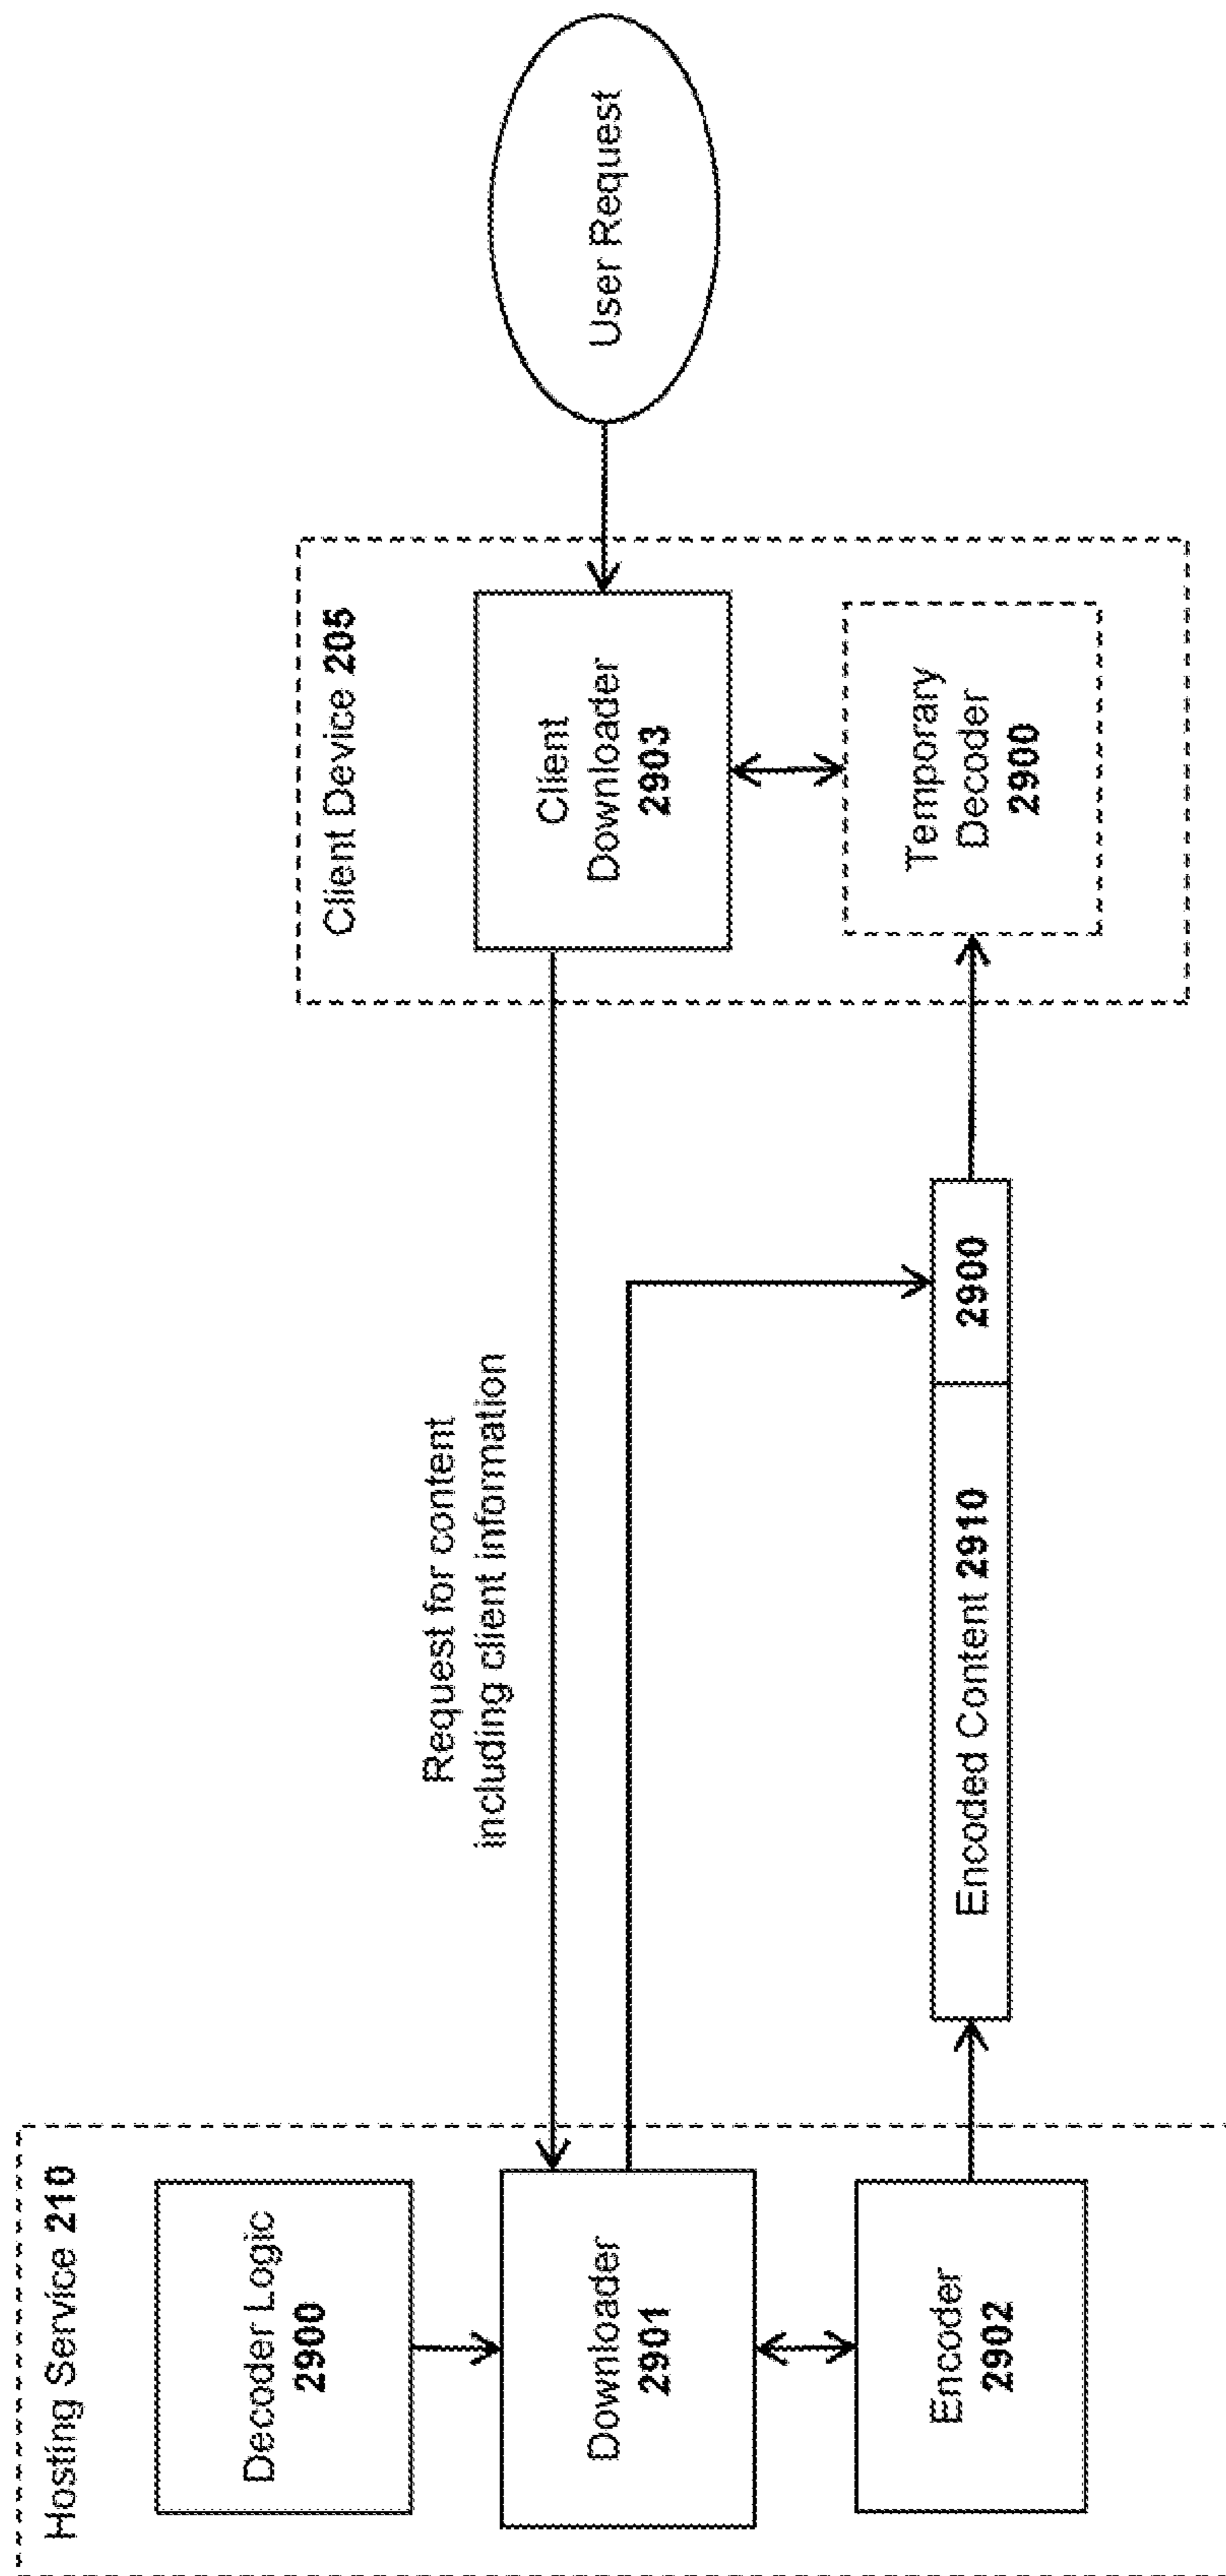 Hosting Service 210
Decoder Logic
2900
Downloader
2901
Encoder
2902
Request for content
including client information
Encoded Content 2910
2900
Client Device 205
Client
Downloader
2903
Temporary
Decoder
2900
User Request